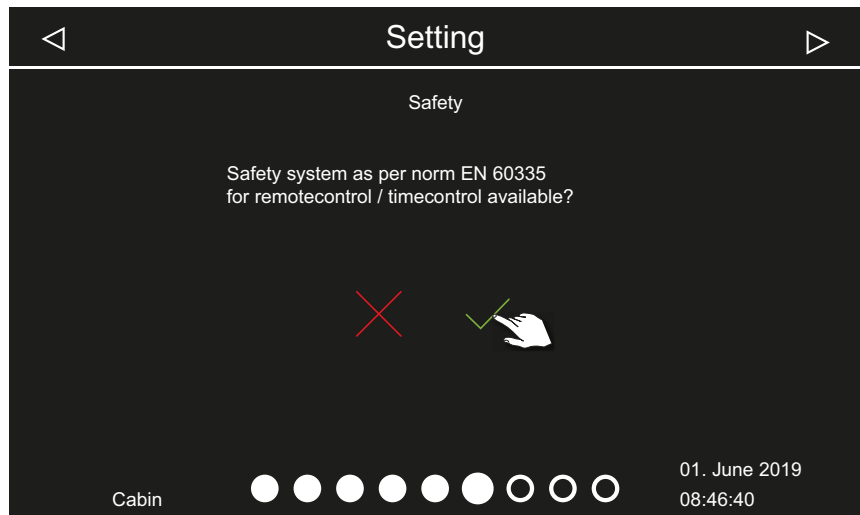 Setting
Safety
Safety system as per norm EN 60335
for remotecontrol / timecontrol available?
01. June 2019
Cabin
08:46:40